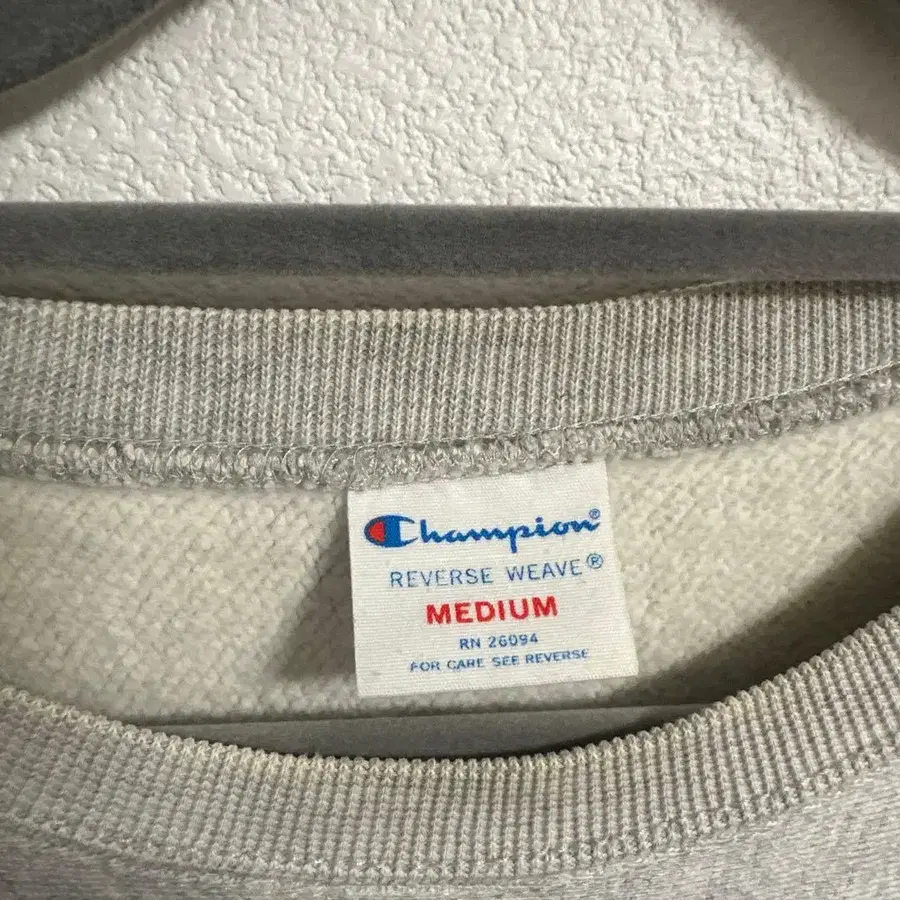 Champion®
REVERSE WEAVE®
MEDIUM
RN 26094
FOR CARE SEE REVERSE